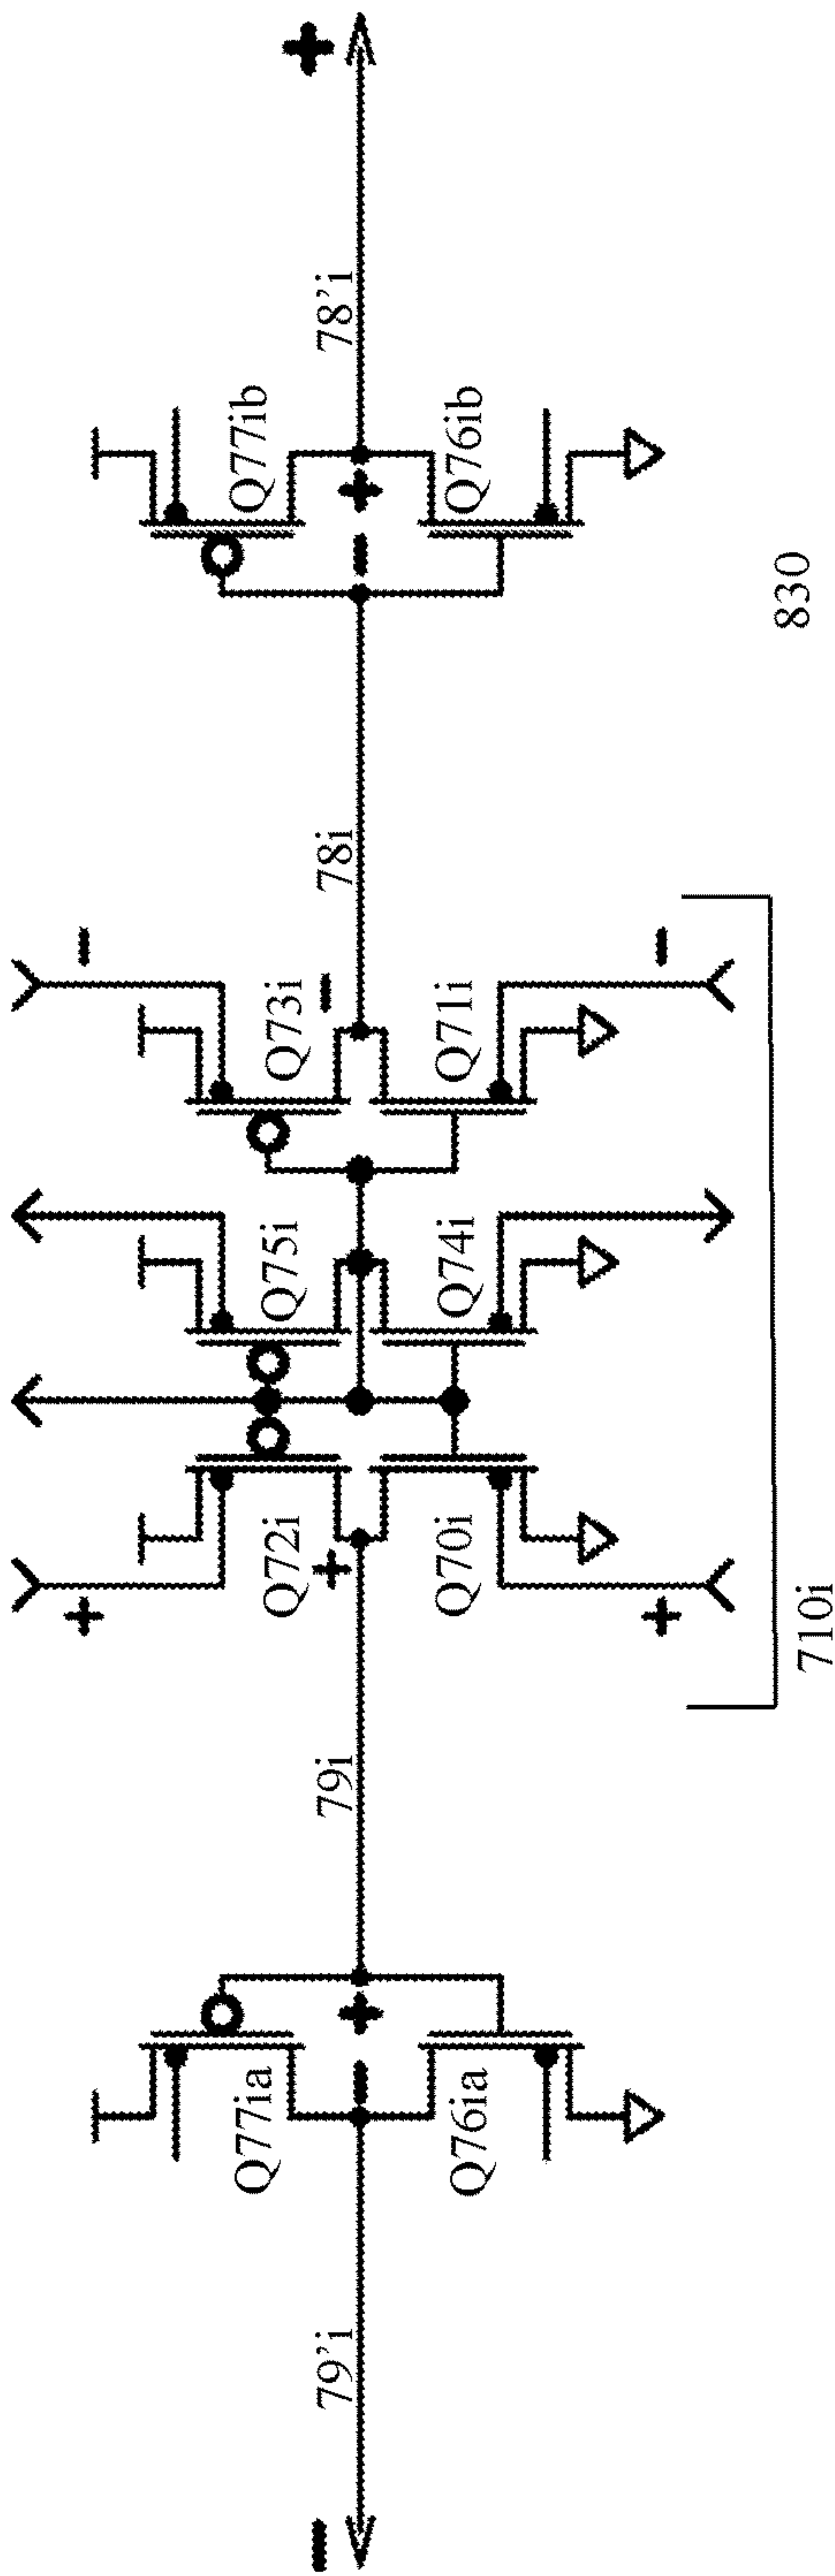 + −
Q77ia Q72i Q75i Q73i Q77ib
− 79'i 79i + − 78i 78'i +
− + − +
Q76ia Q70i Q74i Q71i Q76ib
+ −
710i 830